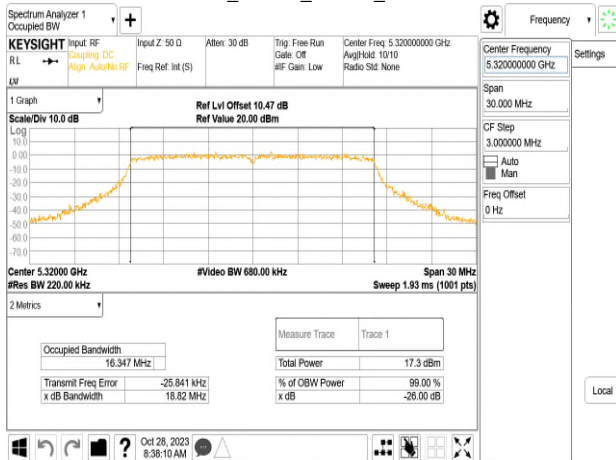 Spectrum Analyzer 1
Occupied BW
+
Frequency
KEYSIGHT
RL
Input: RF
Coupling: DC
Align: Auto/No RF
Input Z: 50 Ω
Freq Ref: Int (S)
Atten: 30 dB
Trig: Free Run
Gate: Off
#IF Gain: Low
Center Freq: 5.320000000 GHz
Avg|Hold: 10/10
Radio Std: None
Center Frequency
5.320000000 GHz
Settings
Span
30.000 MHz
CF Step
3.000000 MHz
Auto
Man
Freq Offset
0 Hz
Local
1 Graph
Scale/Div 10.0 dB
Ref Lvl Offset 10.47 dB
Ref Value 20.00 dBm
Log
10.0
0.00
-10.0
-20.0
-30.0
-40.0
-50.0
-60.0
-70.0
Center 5.32000 GHz
#Res BW 220.00 kHz
#Video BW 680.00 kHz
Span 30 MHz
Sweep 1.93 ms (1001 pts)
2 Metrics
Measure Trace Trace 1
Occupied Bandwidth
16.347 MHz
Total Power 17.3 dBm
Transmit Freq Error -25.841 kHz
% of OBW Power 99.00 %
x dB Bandwidth 18.82 MHz
x dB -26.00 dB
?
Oct 28, 2023
8:38:10 AM